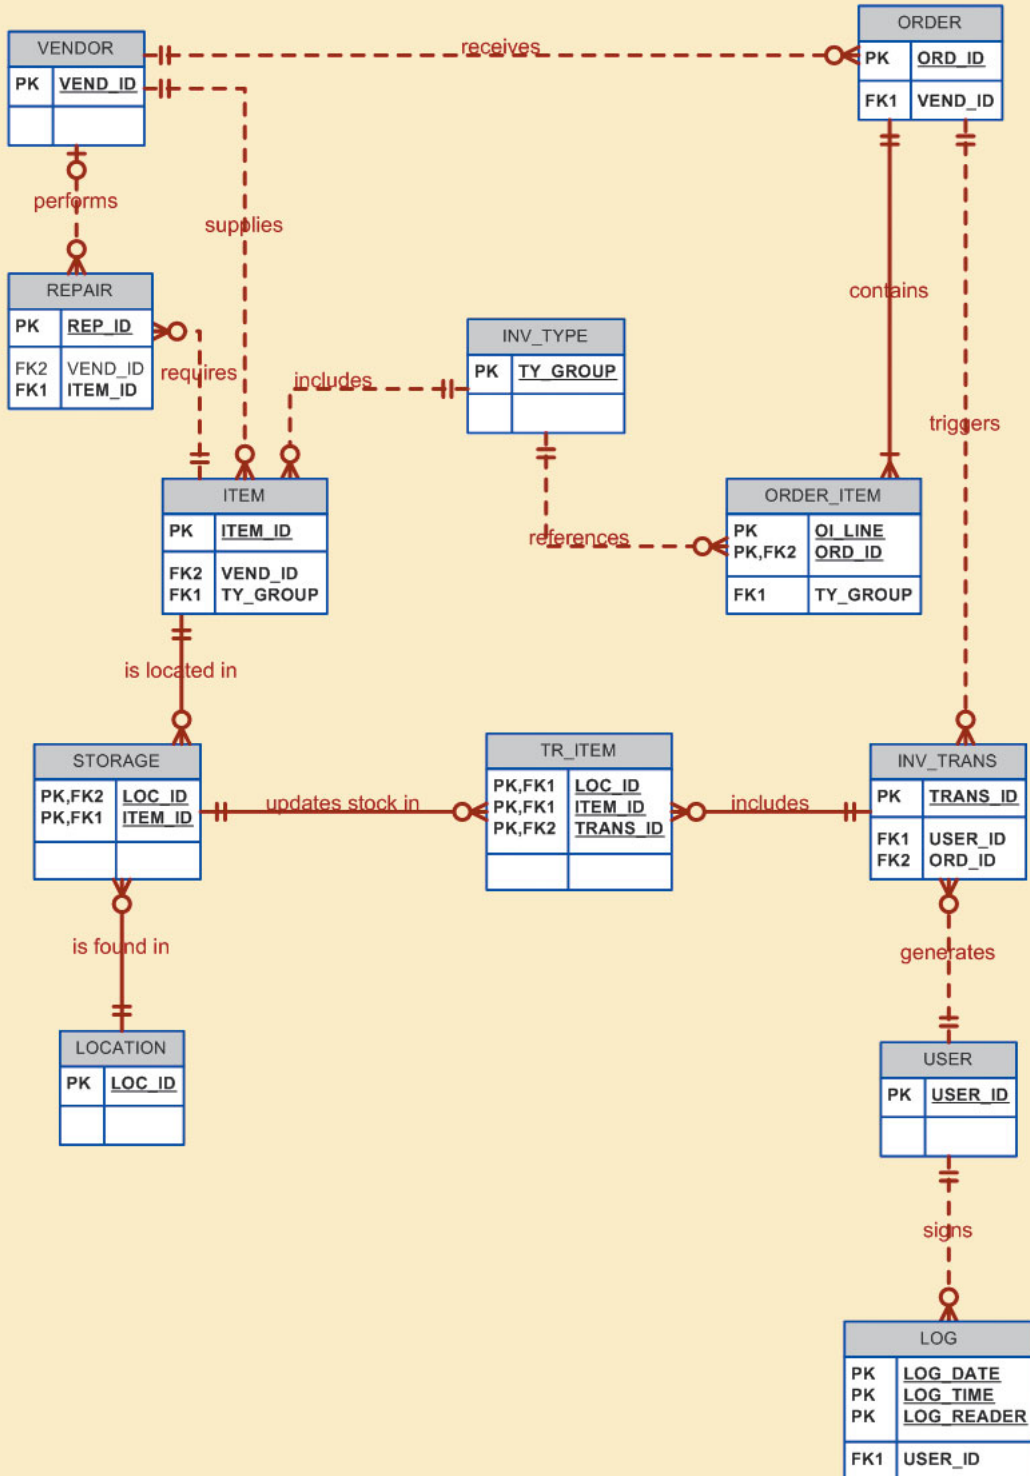 VENDOR
PK VEND_ID
receives
ORDER
PK ORD_ID
FK1 VEND_ID
performs
supplies
REPAIR
PK REP_ID
FK2 VEND_ID
FK1 ITEM_ID
requires
includes
INV_TYPE
PK TY_GROUP
contains
triggers
ITEM
PK ITEM_ID
FK2 VEND_ID
FK1 TY_GROUP
references
ORDER_ITEM
PK OI_LINE
PK,FK2 ORD_ID
FK1 TY_GROUP
is located in
STORAGE
PK,FK2 LOC_ID
PK,FK1 ITEM_ID
updates stock in
TR_ITEM
PK,FK1 LOC_ID
PK,FK1 ITEM_ID
PK,FK2 TRANS_ID
includes
INV_TRANS
PK TRANS_ID
FK1 USER_ID
FK2 ORD_ID
is found in
generates
LOCATION
PK LOC_ID
USER
PK USER_ID
signs
LOG
PK LOG_DATE
PK LOG_TIME
PK LOG_READER
FK1 USER_ID